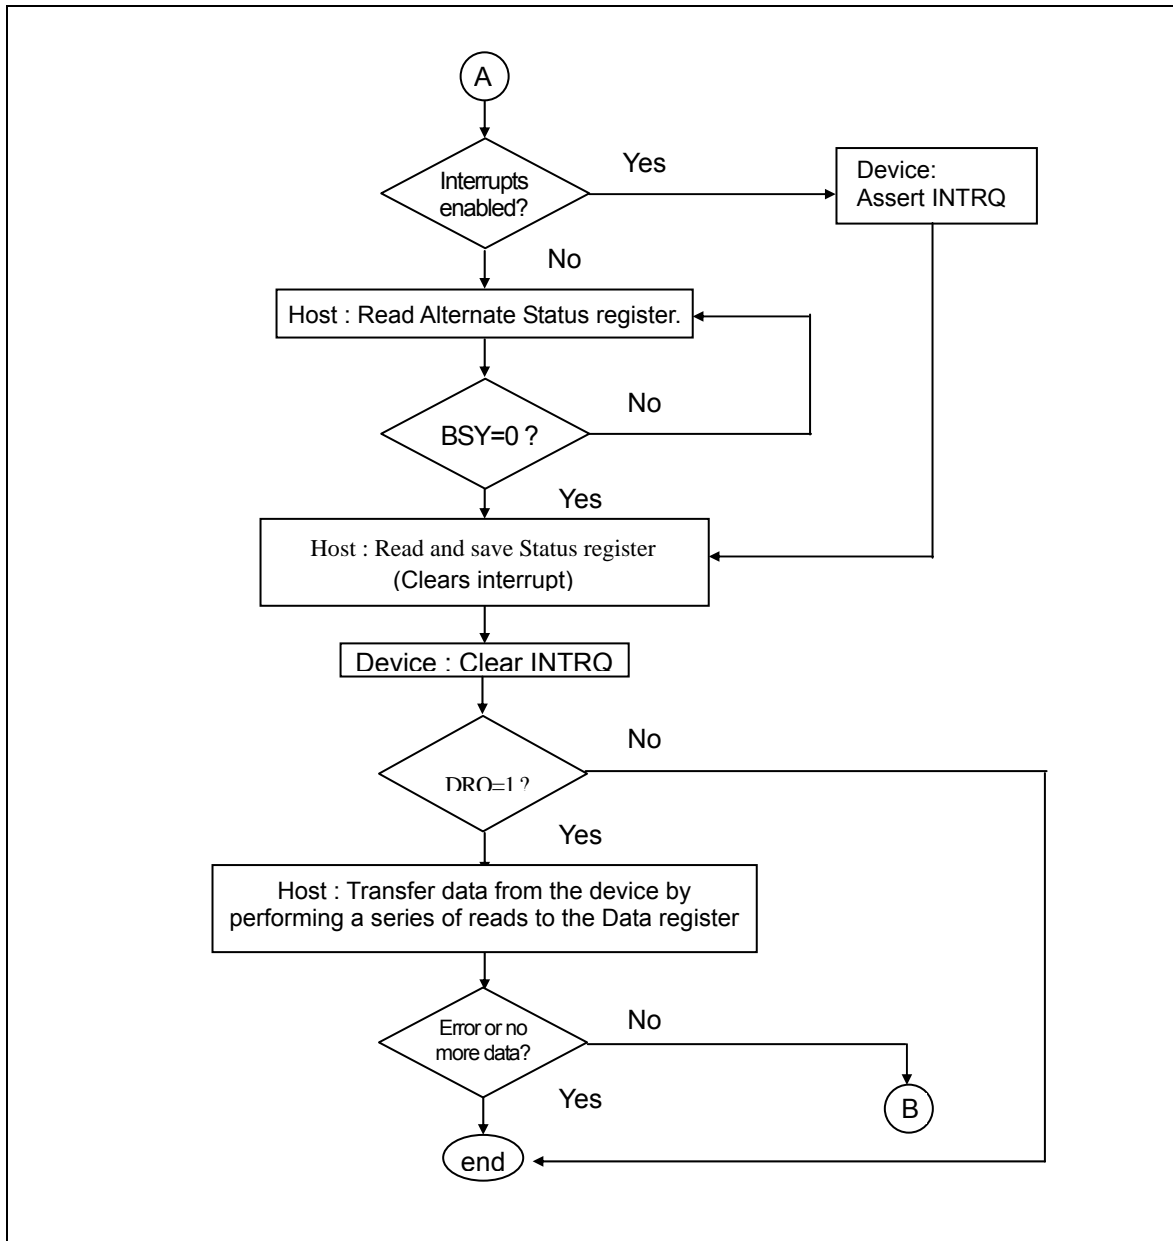 A
Interrupts
enabled?
Yes
Device:
Assert INTRQ
No
Host : Read Alternate Status register.
BSY=0 ?
No
Yes
Host : Read and save Status register
(Clears interrupt)
Device : Clear INTRQ
No
DRQ=1 ?
Yes
Host : Transfer data from the device by
performing a series of reads to the Data register
Error or no
more data?
No
B
Yes
end